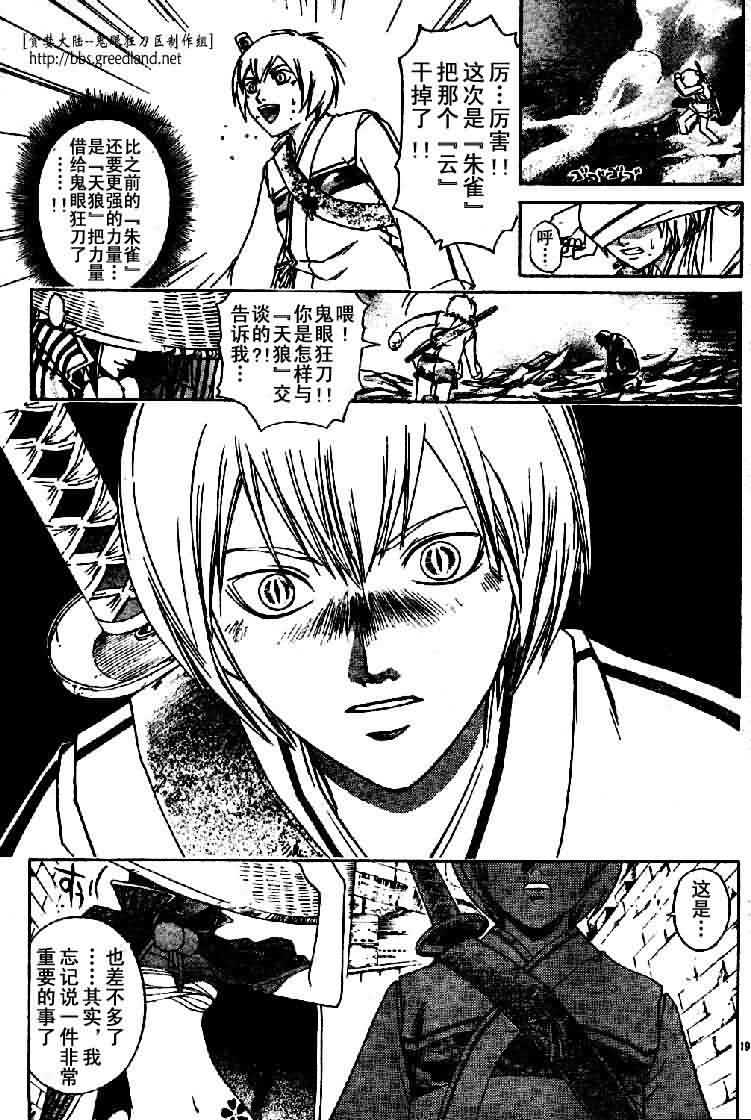 [贪婪大陆--鬼眼狂刀区制作组]
http://bbs.greedland.net
厉…厉害!!
这次是『朱雀』
把那个『云』
干掉了!!
比之前的『朱雀』
还要更强的力量…
是『天狼』把力量
借给鬼眼狂刀了
……!!
呼…
喂!
鬼眼狂刀!!
你是怎样与
『天狼』交
谈的?!
告诉我…
这是…
也差不多了
……其实,我
忘记说一件非常
重要的事了
19